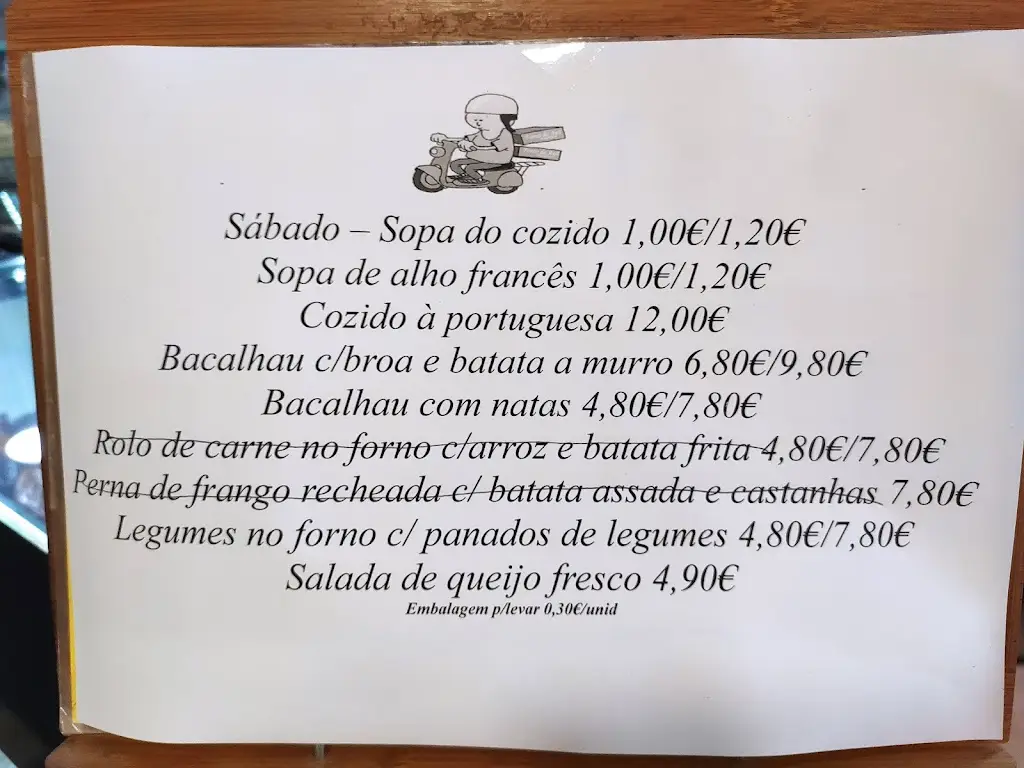 Sábado – Sopa do cozido 1,00€/1,20€
Sopa de alho francês 1,00€/1,20€
Cozido à portuguesa 12,00€
Bacalhau c/broa e batata a murro 6,80€/9,80€
Bacalhau com natas 4,80€/7,80€
Rolo de carne no forno c/arroz e batata frita 4,80€/7,80€
Perna de frango recheada c/ batata assada e castanhas 7,80€
Legumes no forno c/ panados de legumes 4,80€/7,80€
Salada de queijo fresco 4,90€
Embalagem p/levar 0,30€/unid